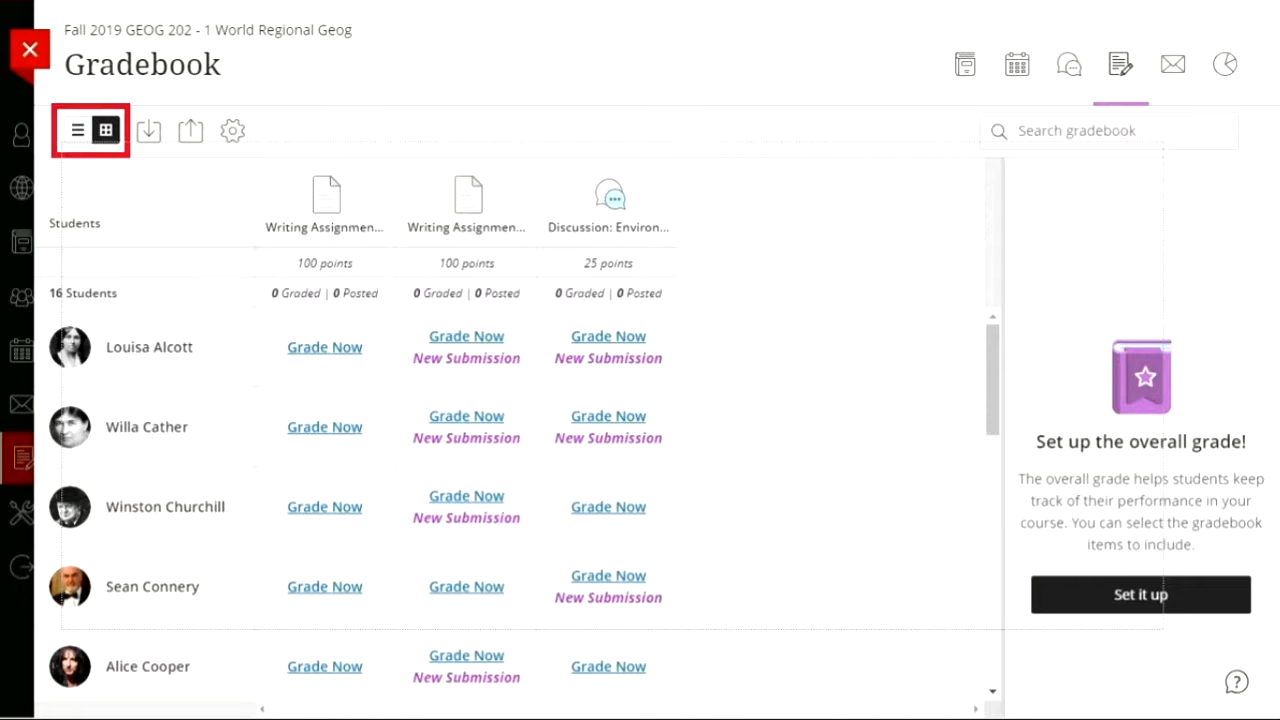 Fall 2019 GEOG 202 - 1 World Regional Geog
Gradebook
Search gradebook
Students
Writing Assignmen...
Writing Assignmen...
Discussion: Environ...
100 points
100 points
25 points
16 Students
0 Graded | 0 Posted
0 Graded | 0 Posted
0 Graded | 0 Posted
Louisa Alcott
Grade Now
Grade Now
New Submission
Grade Now
New Submission
Willa Cather
Grade Now
Grade Now
New Submission
Grade Now
New Submission
Winston Churchill
Grade Now
Grade Now
New Submission
Grade Now
Sean Connery
Grade Now
Grade Now
Grade Now
New Submission
Alice Cooper
Grade Now
Grade Now
New Submission
Grade Now
Set up the overall grade!
The overall grade helps students keep
track of their performance in your
course. You can select the gradebook
items to include.
Set it up